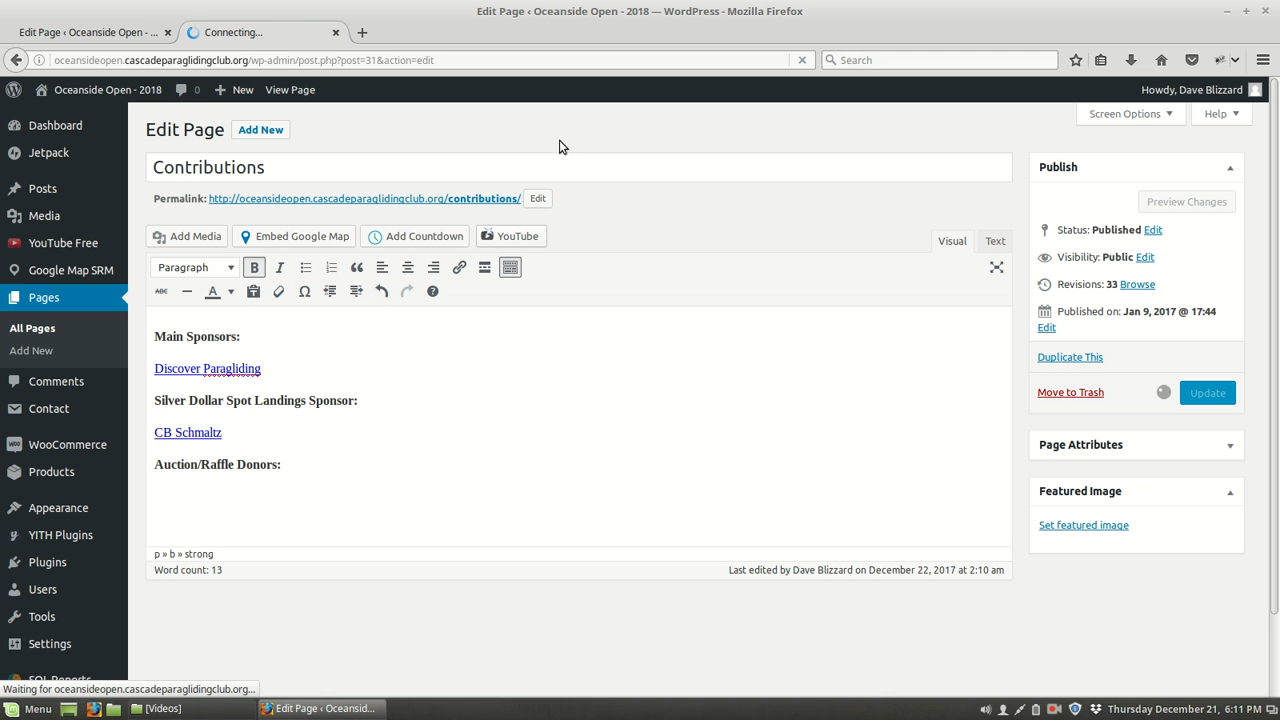 Edit Page ‹ Oceanside Open - 2018 — WordPress - Mozilla Firefox
Edit Page ‹ Oceanside Open - ...
Connecting...
oceansideopen.cascadeparaglidingclub.org/wp-admin/post.php?post=31&action=edit
Search
Oceanside Open - 2018
0
New
View Page
Howdy, Dave Blizzard
Dashboard
Jetpack
Posts
Media
YouTube Free
Google Map SRM
Pages
All Pages
Add New
Comments
Contact
WooCommerce
Products
Appearance
YITH Plugins
Plugins
Users
Tools
Settings
SQL Reports
Screen Options
Help
Edit Page
Add New
Contributions
Permalink: http://oceansideopen.cascadeparaglidingclub.org/contributions/ Edit
Add Media
Embed Google Map
Add Countdown
YouTube
Visual
Text
Paragraph
B
I
ABC
A
Main Sponsors:
Discover Paragliding
Silver Dollar Spot Landings Sponsor:
CB Schmaltz
Auction/Raffle Donors:
p » b » strong
Word count: 13
Last edited by Dave Blizzard on December 22, 2017 at 2:10 am
Publish
Preview Changes
Status: Published Edit
Visibility: Public Edit
Revisions: 33 Browse
Published on: Jan 9, 2017 @ 17:44
Edit
Duplicate This
Move to Trash
Update
Page Attributes
Featured Image
Set featured image
Waiting for oceansideopen.cascadeparaglidingclub.org...
Menu
[Videos]
Edit Page ‹ Oceansid...
Thursday December 21, 6:11 PM